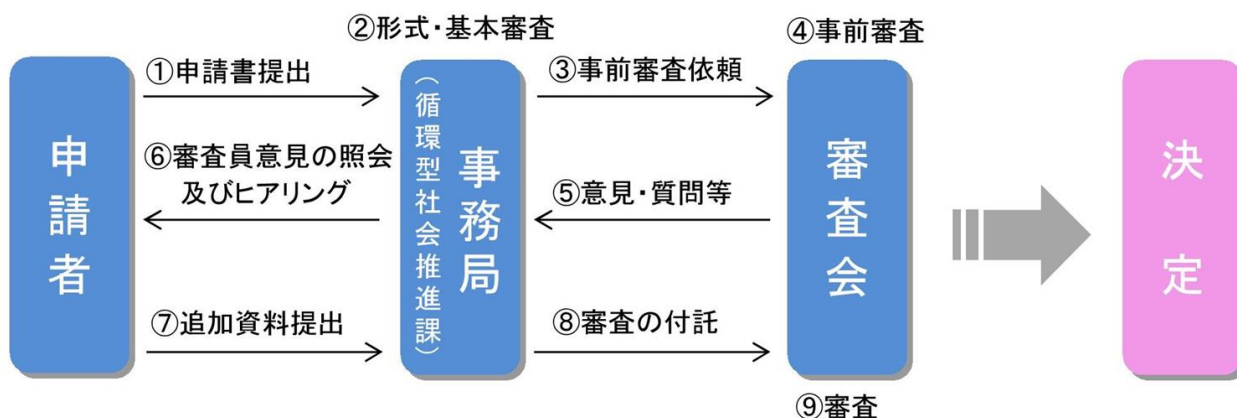 ②形式・基本審査
④事前審査
①申請書提出
③事前審査依頼
申請者
⑥審査員意見の照会
及びヒアリング
事務局
(循環型社会推進課)
⑤意見・質問等
審査会
決定
⑦追加資料提出
⑧審査の付託
⑨審査